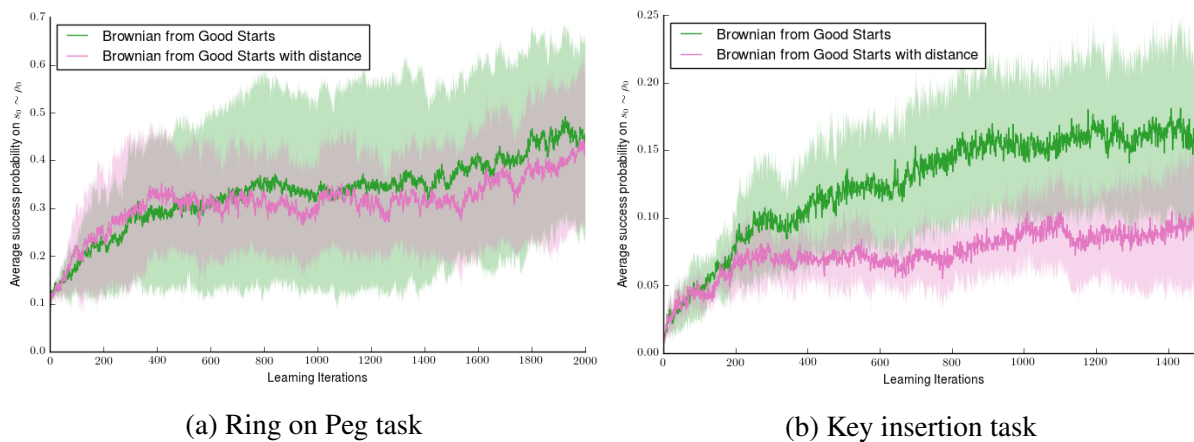 0.7
0.6
0.5
0.4
0.3
0.2
0.1
0.0
Average success probability on s₀ ~ ρ₀
Brownian from Good Starts
Brownian from Good Starts with distance
0 200 400 600 800 1000 1200 1400 1600 1800 2000
Learning Iterations
(a) Ring on Peg task
0.25
0.20
0.15
0.10
0.05
0.00
Average success probability on s₀ ~ ρ₀
Brownian from Good Starts
Brownian from Good Starts with distance
0 200 400 600 800 1000 1200 1400
Learning Iterations
(b) Key insertion task